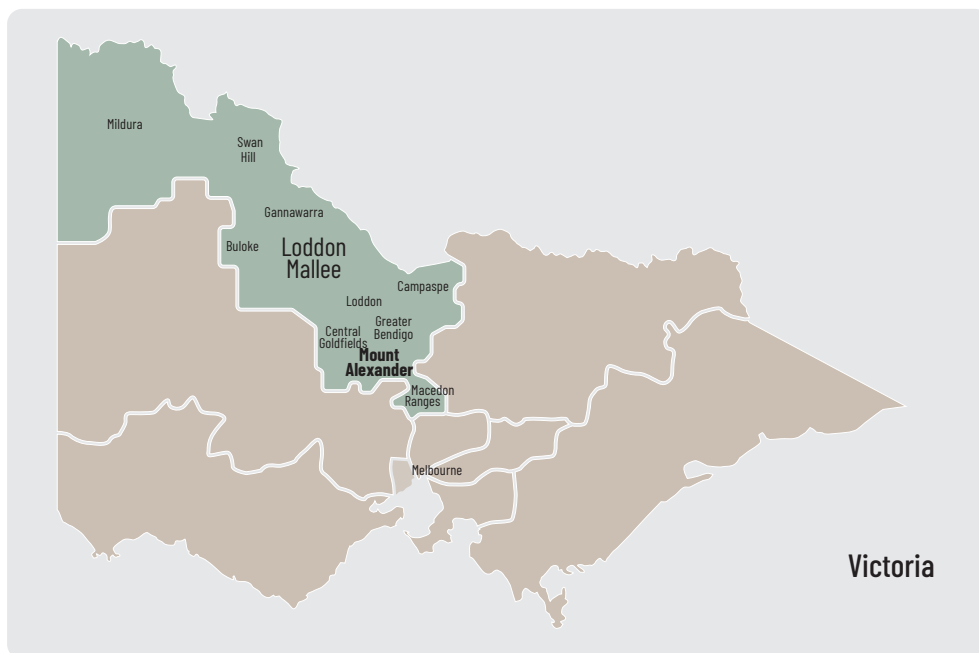 Mildura
Swan
Hill
Gannawarra
Buloke
Loddon
Mallee
Campaspe
Loddon
Greater
Bendigo
Central
Goldfields
Mount
Alexander
Macedon
Ranges
Melbourne
Victoria